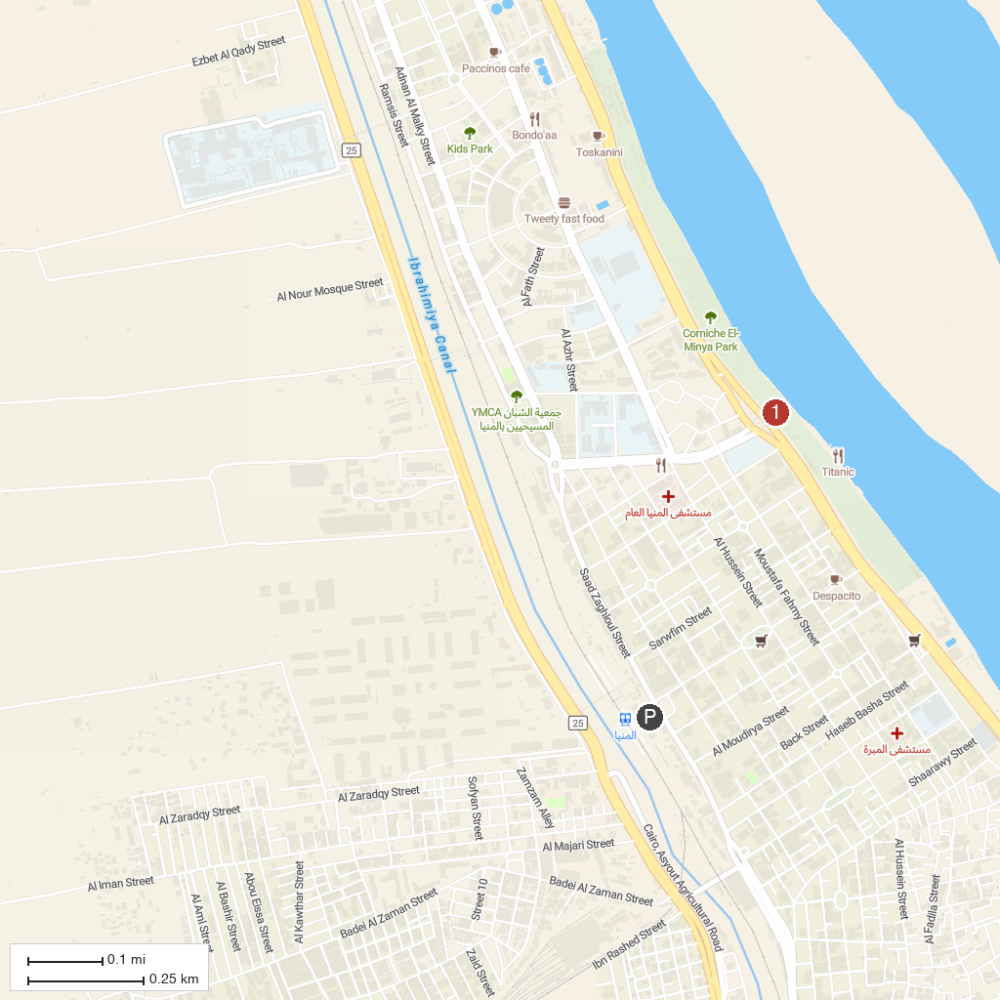 Ezbet Al Qady Street
Paccinos cafe
Adnan Al Malky Street
Ramsis Street
Bondo'aa
Kids Park
Toskanini
25
Tweety fast food
Ibrahimiya Canal
Al Fath Street
Al Nour Mosque Street
Al Azhr Street
Corniche El-
Minya Park
YMCA جمعية الشبان
المسيحيين بالمنيا
1
Titanic
مستشفى المنيا العام
Al Hussein Street
Moustafa Fahmy Street
Saad Zaghloul Street
Despacito
Sarwfim Street
P
المنيا
25
Al Moudirya Street
Back Street
Haseib Basha Street
مستشفى المبرة
Shaarawy Street
Al Zaradqy Street
Al Zaradqy Street
Sofyan Street
Zamzam Alley
Al Majari Street
Cairo, Asyout Agricultural Road
Al Iman Street
Al Aml Street
Al Bashir Street
Abou Eissa Street
Al Kawthar Street
Badei Al Zaman Street
Street 10
Badei Al Zaman Street
Ibn Rashed Street
Zaid Street
Al Hussein Street
Al Fadila Street
0.1 mi
0.25 km